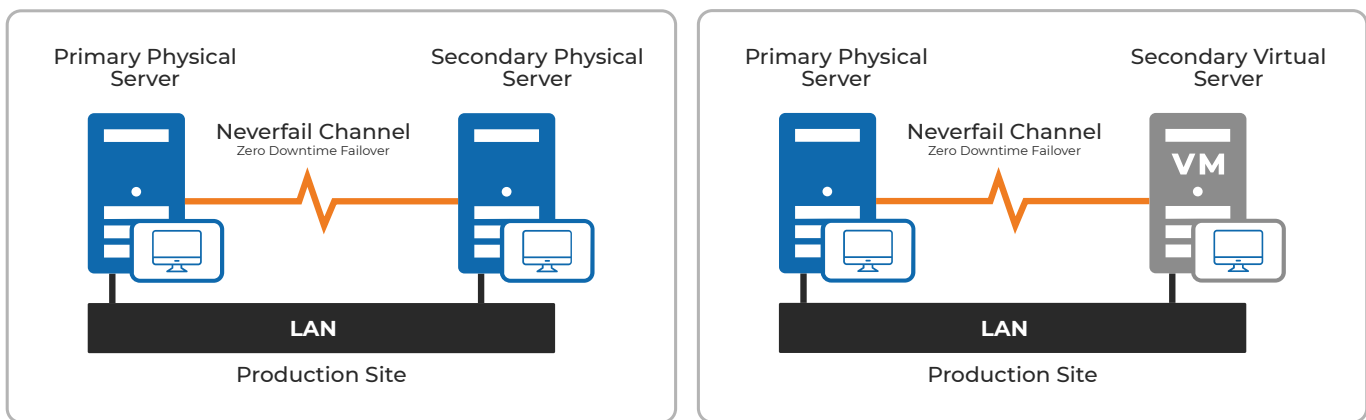 Primary Physical
Server
Secondary Physical
Server
Neverfail Channel
Zero Downtime Failover
LAN
Production Site
Primary Physical
Server
Secondary Virtual
Server
Neverfail Channel
Zero Downtime Failover
VM
LAN
Production Site